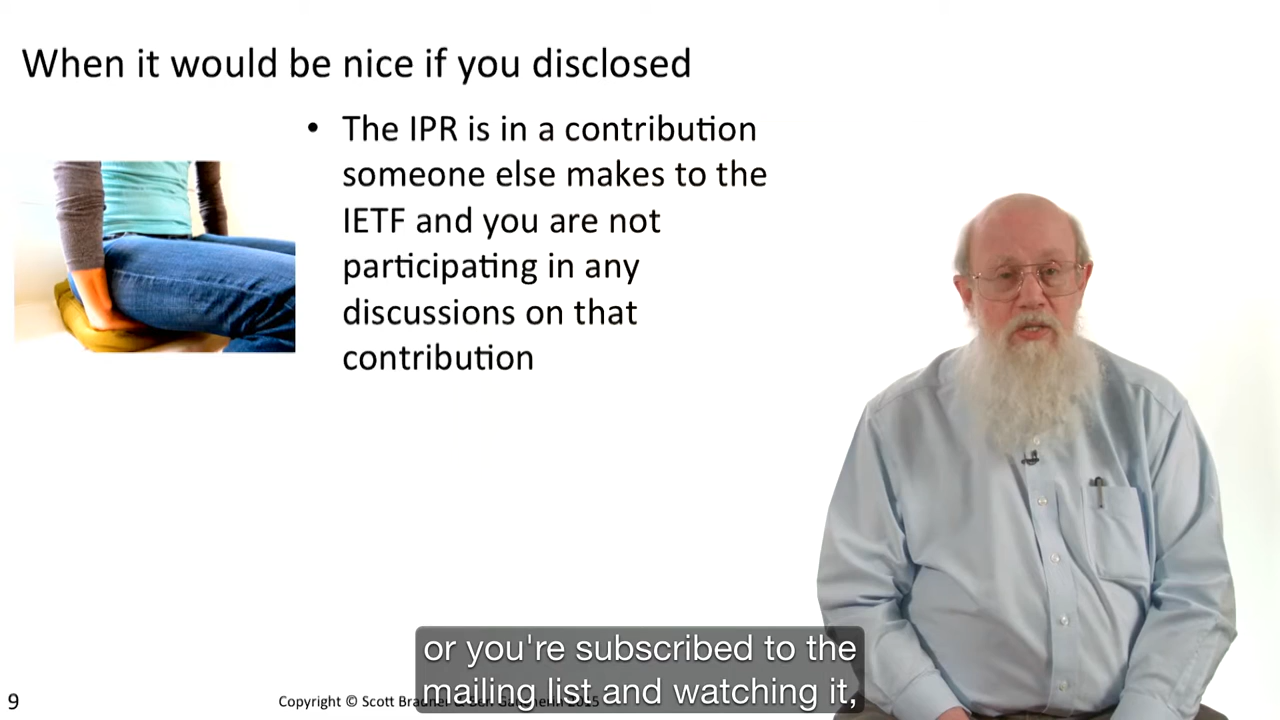 When it would be nice if you disclosed
• The IPR is in a contribution
someone else makes to the
IETF and you are not
participating in any
discussions on that
contribution
or you're subscribed to the
mailing list and watching it,
9
Copyright © Scott 2015